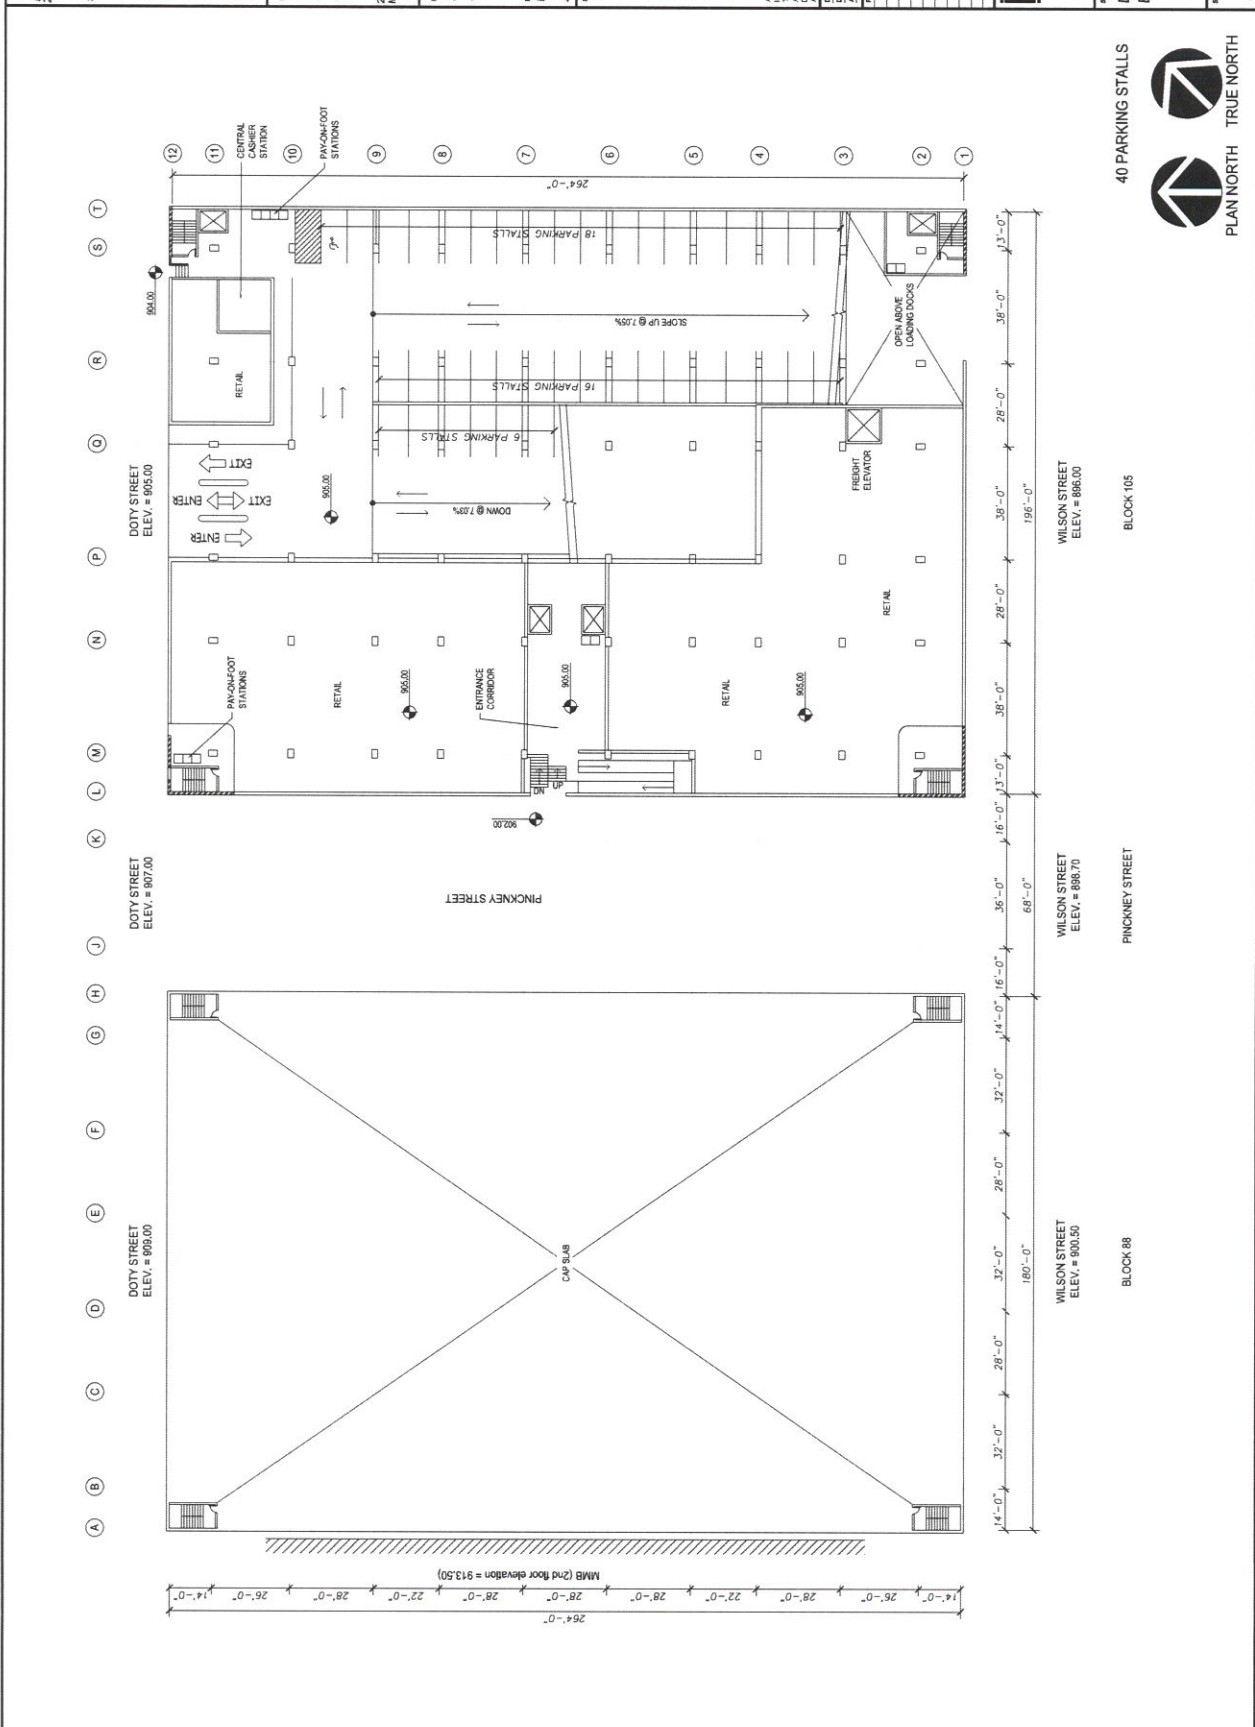 40 PARKING STALLS
PLAN NORTH
TRUE NORTH
12
11
CENTRAL
CASHIER
STATION
10
PAY-ON-FOOT
STATIONS
9
8
7
6
5
4
3
2
1
264'-0"
T
S
R
Q
P
N
M
L
K
J
H
G
F
E
D
C
B
A
904.00
18 PARKING STALLS
SLOPE UP @ 7.05%
16 PARKING STALLS
6 PARKING STALLS
DOWN @ 7.03%
OPEN ABOVE
LOADING DOCKS
RETAIL
EXIT
ENTER
EXIT
ENTER
905.00
FREIGHT
ELEVATOR
DOTY STREET
ELEV. = 905.00
PAY-ON-FOOT
STATIONS
RETAIL
905.00
ENTRANCE
CORRIDOR
905.00
RETAIL
905.00
RETAIL
DN
UP
902.00
DOTY STREET
ELEV. = 907.00
PINCKNEY STREET
DOTY STREET
ELEV. = 909.00
CAP SLAB
MMB (2nd floor elevation = 913.50)
14'-0"
26'-0"
28'-0"
22'-0"
28'-0"
28'-0"
28'-0"
22'-0"
28'-0"
26'-0"
14'-0"
264'-0"
14'-0"
32'-0"
28'-0"
32'-0"
28'-0"
32'-0"
14'-0"
16'-0"
36'-0"
16'-0"
13'-0"
38'-0"
28'-0"
38'-0"
28'-0"
38'-0"
13'-0"
180'-0"
68'-0"
196'-0"
WILSON STREET
ELEV. = 900.50
WILSON STREET
ELEV. = 898.70
WILSON STREET
ELEV. = 896.00
BLOCK 88
PINCKNEY STREET
BLOCK 105